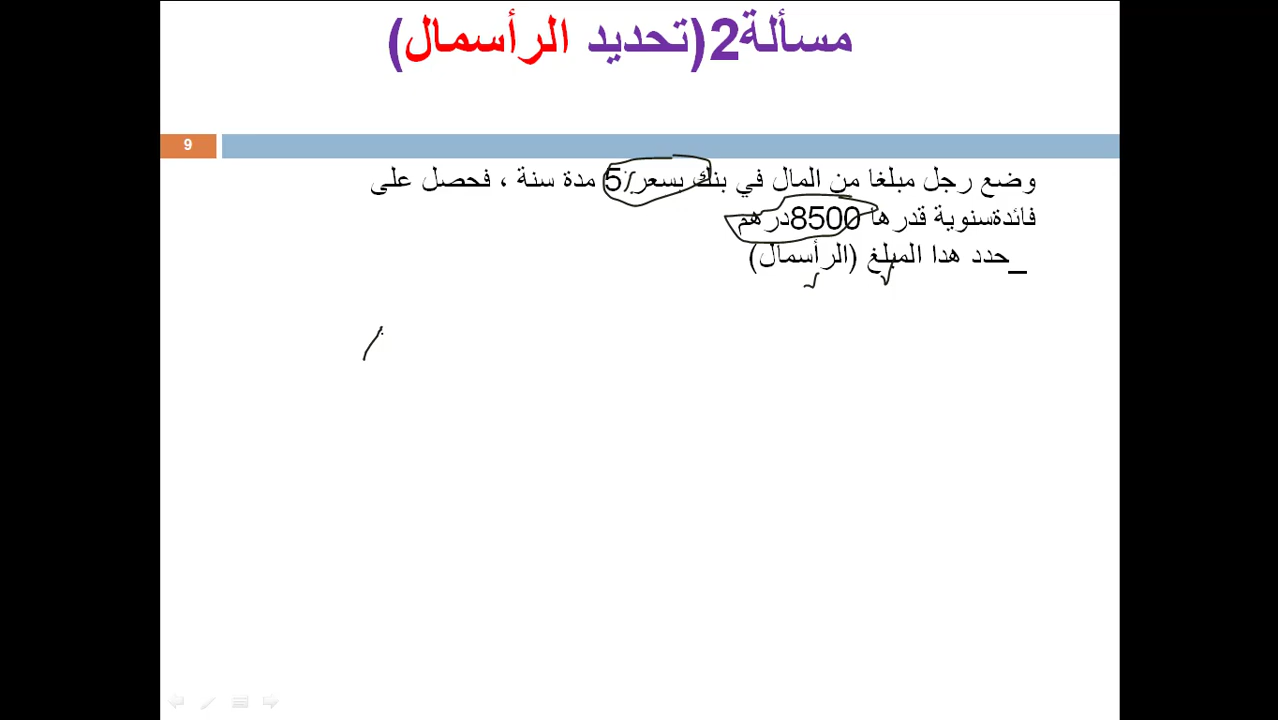 مسألة2(تحديد الرأسمال)
9
وضع رجل مبلغا من المال في بنك بسعر5٪ مدة سنة ، فحصل على
فائدةسنوية قدرها 8500درهم
_حدد هدا المبلغ (الرأسمال)